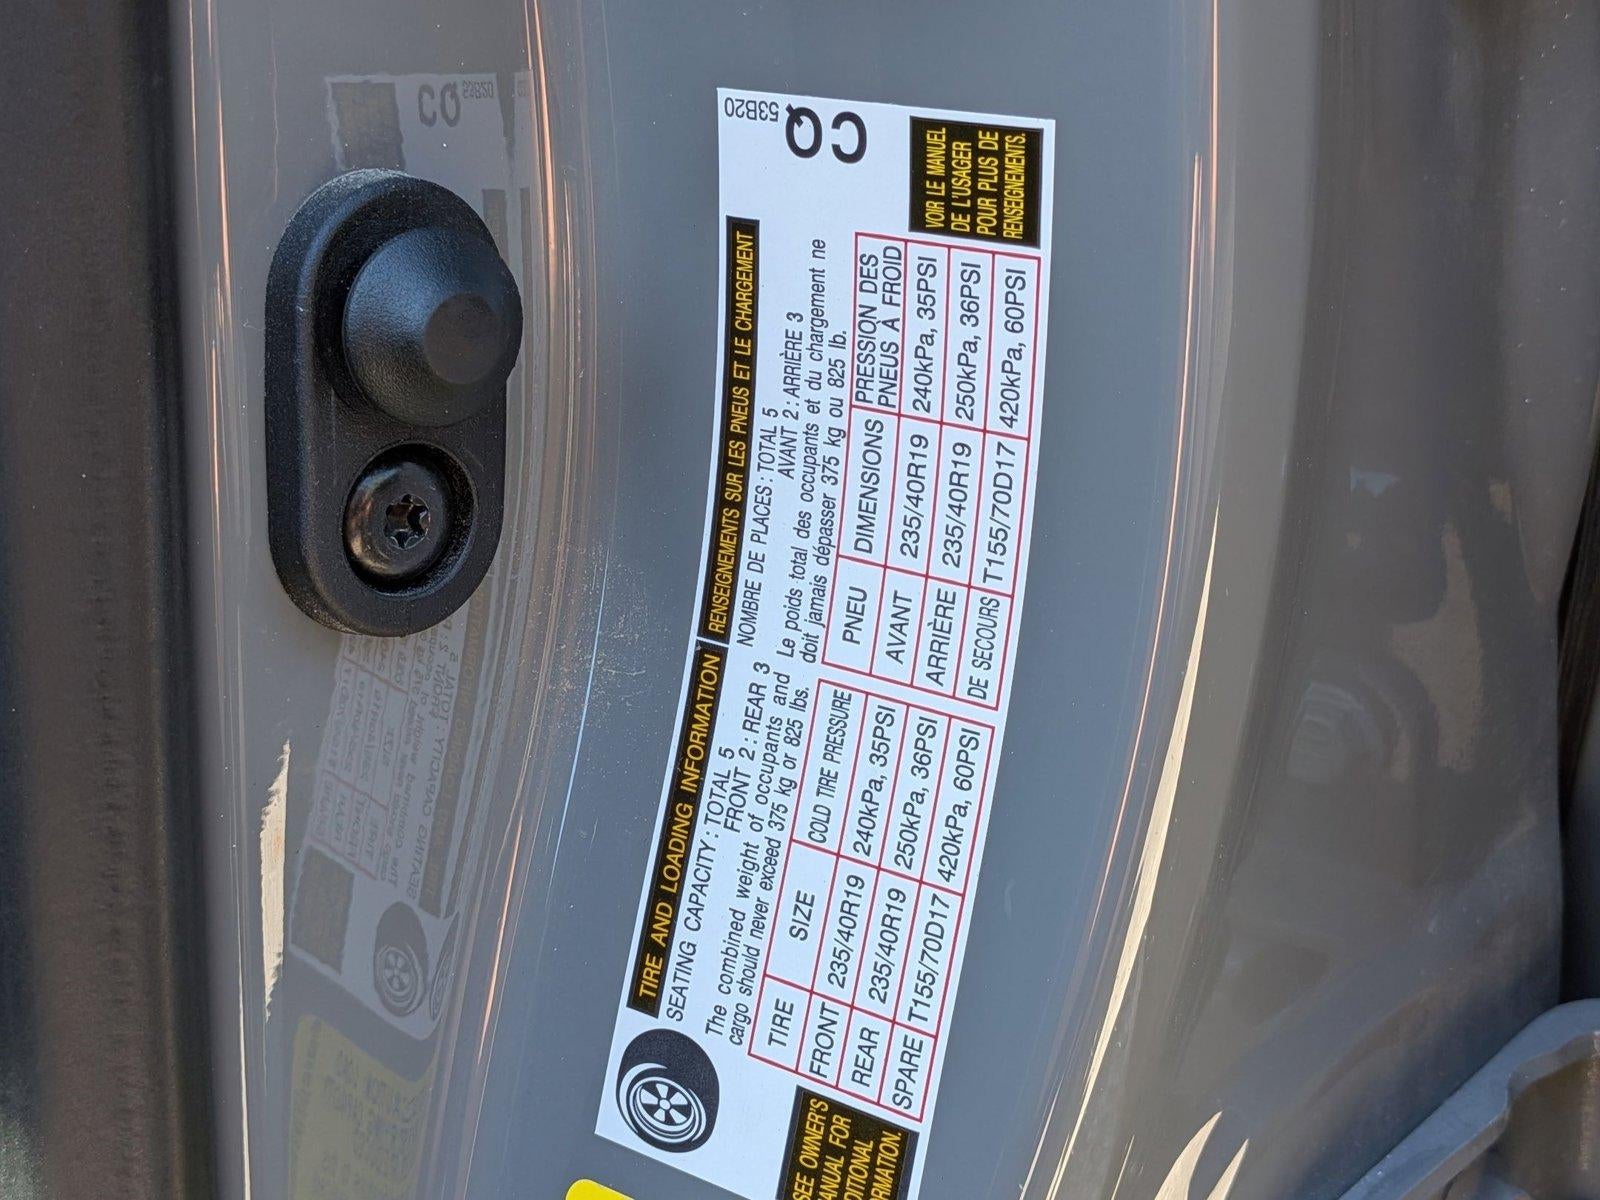 TIRE AND LOADING INFORMATION
SEATING CAPACITY : TOTAL 5
FRONT 2 : REAR 3
The combined weight of occupants and
cargo should never exceed 375 kg or 825 lbs.
TIRE SIZE COLD TIRE PRESSURE
FRONT 235/40R19 240kPa, 35PSI
REAR 235/40R19 250kPa, 36PSI
SPARE T155/70D17 420kPa, 60PSI
SEE OWNER'S
MANUAL FOR
RENSEIGNEMENTS SUR LES PNEUS ET LE CHARGEMENT
NOMBRE DE PLACES : TOTAL 5
AVANT 2 : ARRIÈRE 3
Le poids total des occupants et du chargement ne
doit jamais dépasser 375 kg ou 825 lb.
PNEU DIMENSIONS PRESSION DES
PNEUS À FROID
AVANT 235/40R19 240kPa, 35PSI
ARRIÈRE 235/40R19 250kPa, 36PSI
DE SECOURS T155/70D17 420kPa, 60PSI
VOIR LE MANUEL
DE L'USAGER
POUR PLUS DE
RENSEIGNEMENTS.
53B20
CQ